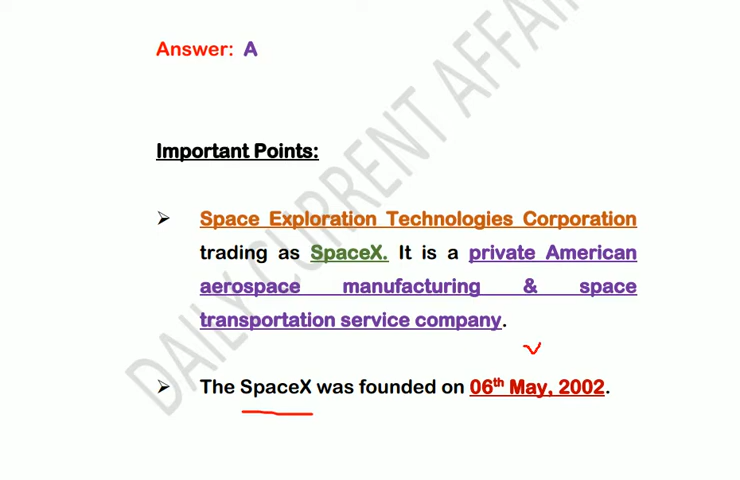 Answer: A
Important Points:
➢ Space Exploration Technologies Corporation
trading as SpaceX. It is a private American
aerospace manufacturing & space
transportation service company.
➢ The SpaceX was founded on 06th May, 2002.
DAILY CURRENT AFFAI